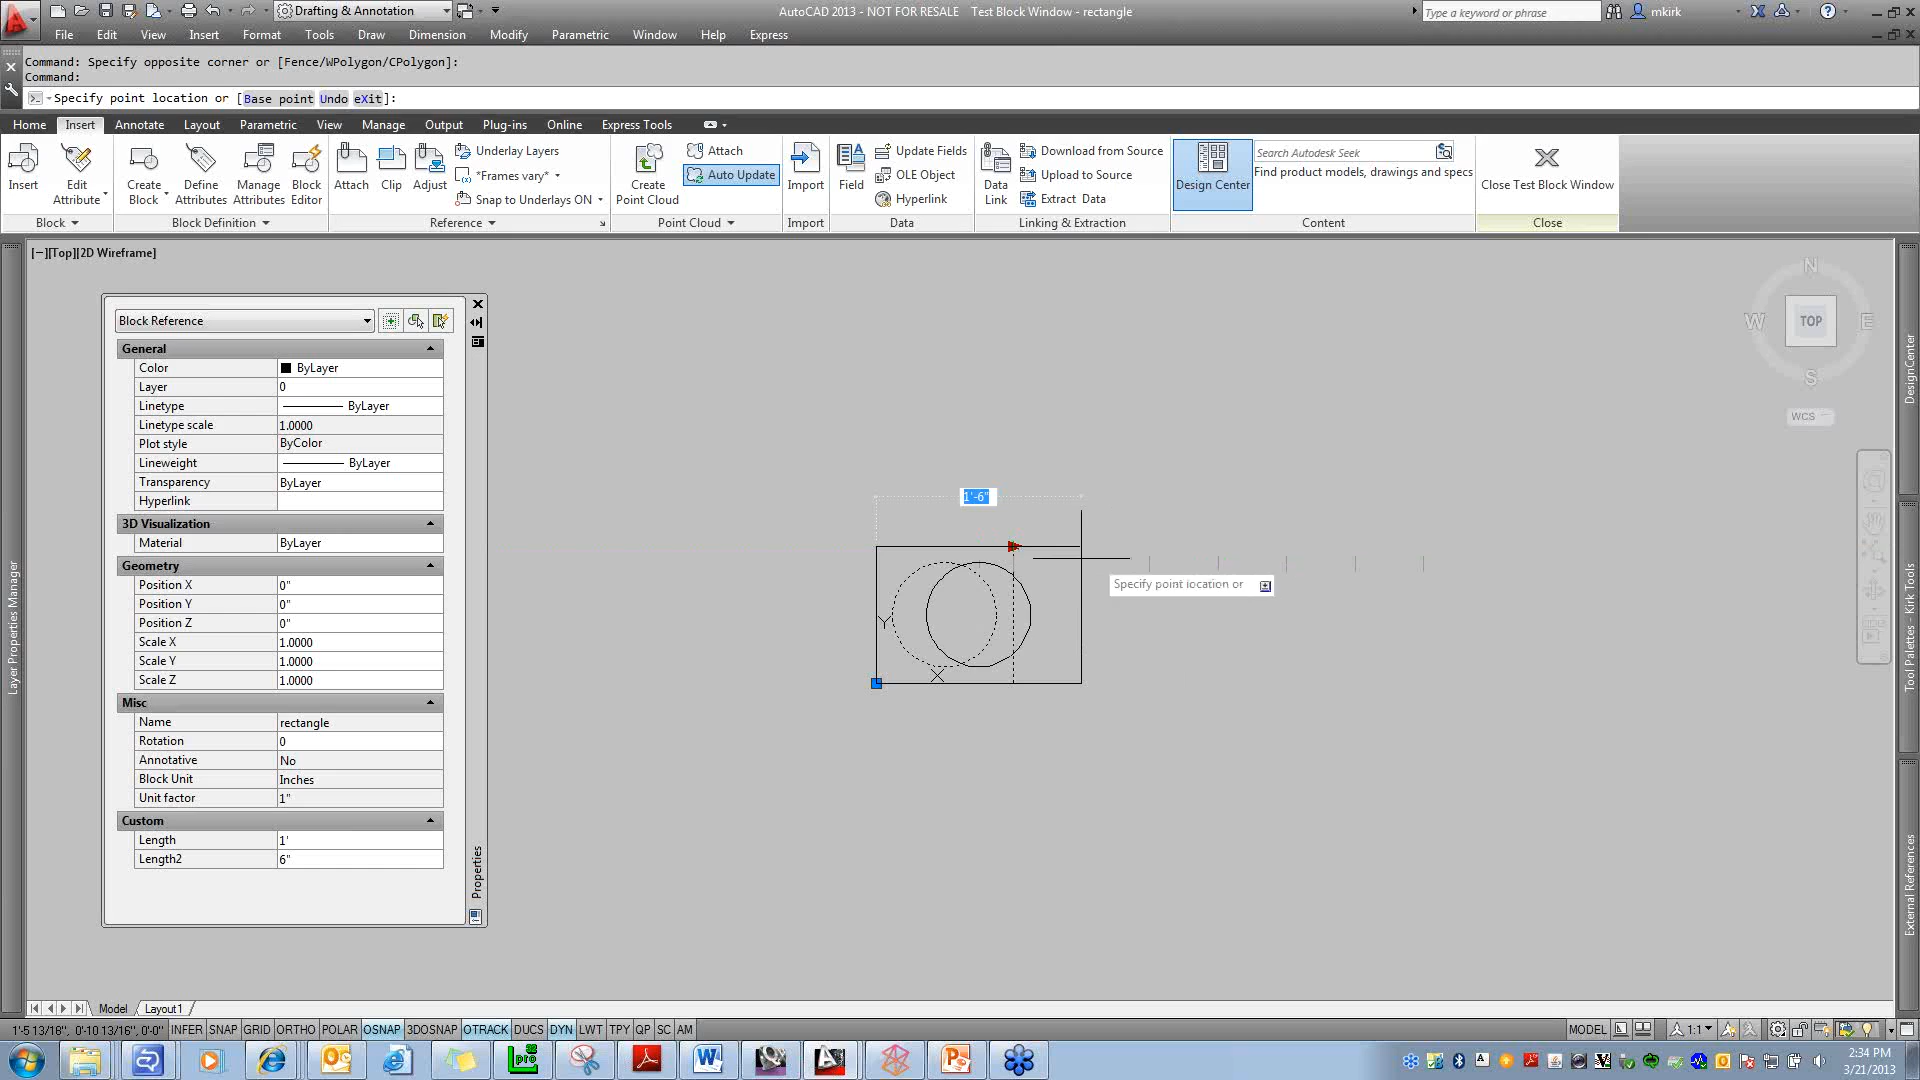 Drafting & Annotation
AutoCAD 2013 - NOT FOR RESALE Test Block Window - rectangle
Type a keyword or phrase
mkirk
File Edit View Insert Format Tools Draw Dimension Modify Parametric Window Help Express
Command: Specify opposite corner or [Fence/WPolygon/CPolygon]:
Command:
Specify point location or [Base point Undo eXit]:
Home Insert Annotate Layout Parametric View Manage Output Plug-ins Online Express Tools
Insert
Edit Attribute
Block
Create Block
Define Attributes
Manage Attributes
Block Editor
Block Definition
Attach
Clip
Adjust
Underlay Layers
*Frames vary*
Snap to Underlays ON
Reference
Create Point Cloud
Attach
Auto Update
Point Cloud
Import
Import
Field
Update Fields
OLE Object
Hyperlink
Data
Data Link
Download from Source
Upload to Source
Extract Data
Linking & Extraction
Design Center
Search Autodesk Seek
Find product models, drawings and specs
Content
Close Test Block Window
Close
[−][Top][2D Wireframe]
Block Reference
General
Color ByLayer
Layer 0
Linetype ByLayer
Linetype scale 1.0000
Plot style ByColor
Lineweight ByLayer
Transparency ByLayer
Hyperlink
3D Visualization
Material ByLayer
Geometry
Position X 0"
Position Y 0"
Position Z 0"
Scale X 1.0000
Scale Y 1.0000
Scale Z 1.0000
Misc
Name rectangle
Rotation 0
Annotative No
Block Unit Inches
Unit factor 1"
Custom
Length 1'
Length2 6"
Properties
Layer Properties Manager
1'-6"
Specify point location or
Y
X
N
W TOP E
S
WCS
DesignCenter
Tool Palettes - Kirk Tools
External References
Model Layout1
1'-5 13/16", 0'-10 13/16", 0'-0" INFER SNAP GRID ORTHO POLAR OSNAP 3DOSNAP OTRACK DUCS DYN LWT TPY QP SC AM
MODEL 1:1
2:34 PM
3/21/2013